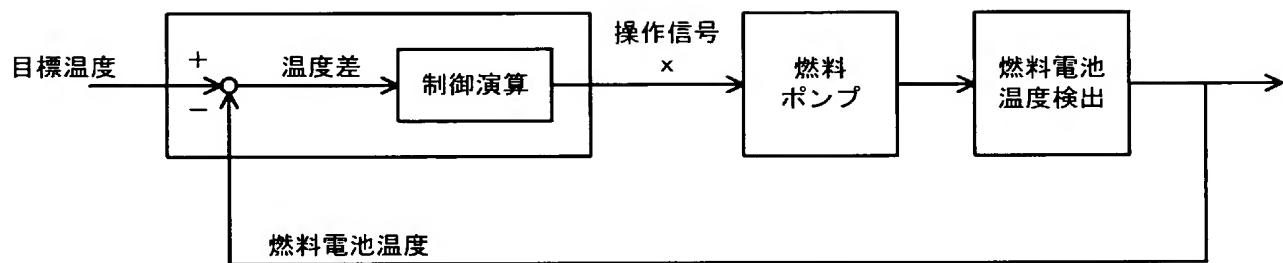 目標温度
+
−
温度差
制御演算
操作信号
x
燃料
ポンプ
燃料電池
温度検出
燃料電池温度